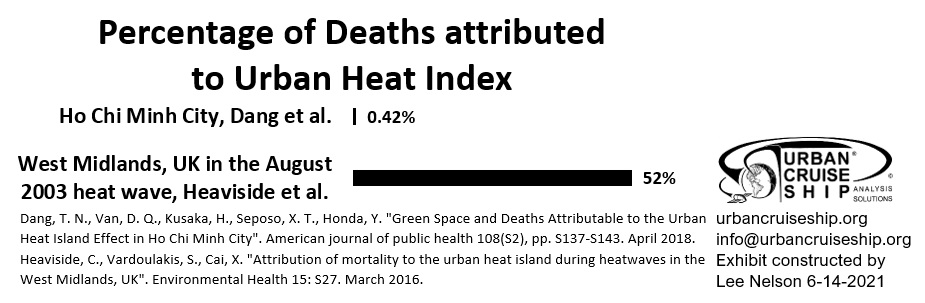 Percentage of Deaths attributed
to Urban Heat Index
Ho Chi Minh City, Dang et al.
0.42%
West Midlands, UK in the August
2003 heat wave, Heaviside et al.
52%
Dang, T. N., Van, D. Q., Kusaka, H., Seposo, X. T., Honda, Y. "Green Space and Deaths Attributable to the Urban
Heat Island Effect in Ho Chi Minh City". American journal of public health 108(S2), pp. S137-S143. April 2018.
Heaviside, C., Vardoulakis, S., Cai, X. "Attribution of mortality to the urban heat island during heatwaves in the
West Midlands, UK". Environmental Health 15: S27. March 2016.
URBAN®
CRUISE ©
SHIP ANALYSIS
SOLUTIONS
urbancruiseship.org
info@urbancruiseship.org
Exhibit constructed by
Lee Nelson 6-14-2021